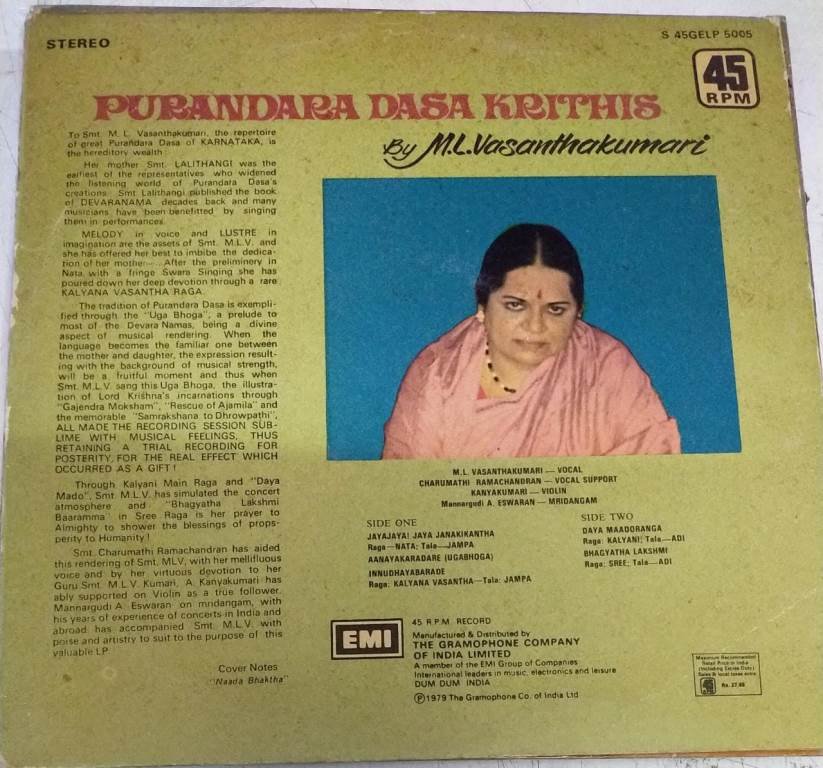 STEREO
S 45GELP 5005
45
RPM
PURANDARA DASA KRITHIS
By M.L.Vasanthakumari
To Smt. M. L. Vasanthakumari, the repertoire
of great Purandara Dasa of KARNATAKA, is
the hereditory wealth.
Her mother Smt. LALITHANGI was the
earliest of the representatives who widened
the listening world of Purandara Dasa's
creations. Smt Lalithangi published the book
of DEVARANAMA decades back and many
musicians have been benefitted by singing
them in performances.
MELODY in voice and LUSTRE in
imagination are the assets of Smt. M.L.V. and
she has offered her best to imbibe the dedica-
tion of her mother— After the preliminery in
Nata, with a fringe Swara Singing she has
poured down her deep devotion through a rare
KALYANA VASANTHA RAGA.
The tradition of Purandara Dasa is exempli-
fied through the "Uga Bhoga", a prelude to
most of the Devara Namas, being a divine
aspect of musical rendering. When the
language becomes the familiar one between
the mother and daughter, the expression result-
ing with the background of musical strength,
will be a fruitful moment and thus when
Smt. M.L.V. sang this Uga Bhoga, the illustra-
tion of Lord Krishna's incarnations through
"Gajendra Moksham", "Rescue of Ajamila" and
the memorable "Samrakshana to Dhrowpathi",
ALL MADE THE RECORDING SESSION SUB-
LIME WITH MUSICAL FEELINGS, THUS
RETAINING A TRIAL RECORDING FOR
POSTERITY, FOR THE REAL EFFECT WHICH
OCCURRED AS A GIFT!
Through Kalyani Main Raga and "Daya
Mado", Smt. M.L.V. has simulated the concert
atmosphere and "Bhagyatha Lakshmi
Baaramma" in Sree Raga is her prayer to
Almighty to shower the blessings of props-
perity to Humanity!
Smt. Charumathi Ramachandran has aided
this rendering of Smt. MLV, with her mellifluous
voice and by her virtuous devotion to her
Guru Smt. M.L.V. Kumari. A. Kanyakumari has
ably supported on Violin as a true follower.
Mannargudi A. Eswaran on mridangam, with
his years of experience of concerts in India and
abroad has accompanied Smt. M.L.V. with
poise and artistry to suit to the purpose of this
valuable LP.
Cover Notes
"Naada Bhaktha"
M.L. VASANTHAKUMARI — VOCAL
CHARUMATHI RAMACHANDRAN — VOCAL SUPPORT
KANYAKUMARI — VIOLIN
Mannargudi A. ESWARAN — MRIDANGAM
SIDE ONE
JAYAJAYA! JAYA JANAKIKANTHA
Raga—NATA; Tala—JAMPA
AANAYAKARADARE (UGABHOGA)
INNUDHAYABARADE
Raga: KALYANA VASANTHA—Tala: JAMPA
SIDE TWO
DAYA MAADORANGA
Raga: KALYANI; Tala—ADI
BHAGYATHA LAKSHMI
Raga: SREE; Tala—ADI
EMI
45 R.P.M. RECORD
Manufactured & Distributed by
THE GRAMOPHONE COMPANY
OF INDIA LIMITED
A member of the EMI Group of Companies
International leaders in music, electronics and leisure
DUM DUM INDIA
Ⓟ1979 The Gramophone Co. of India Ltd
Maximum Recommended
Retail Price in India
(Including Excise Duty)
Sales & local taxes extra
45